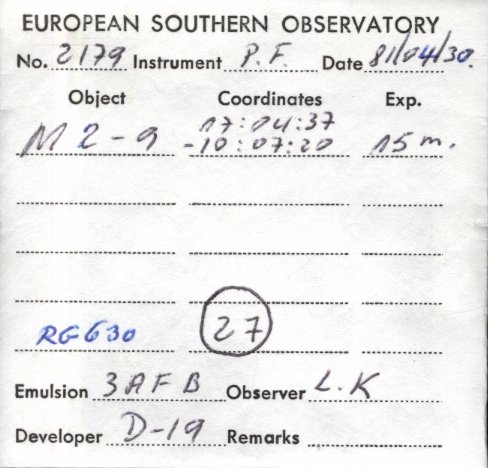 EUROPEAN SOUTHERN OBSERVATORY
No. 2179 Instrument P.F. Date 81/04/30.
Object Coordinates Exp.
17:04:37
M 2-9 -10:07:20 15 m.
RG630 27
Emulsion 3AFB Observer L.K
Developer D-19 Remarks